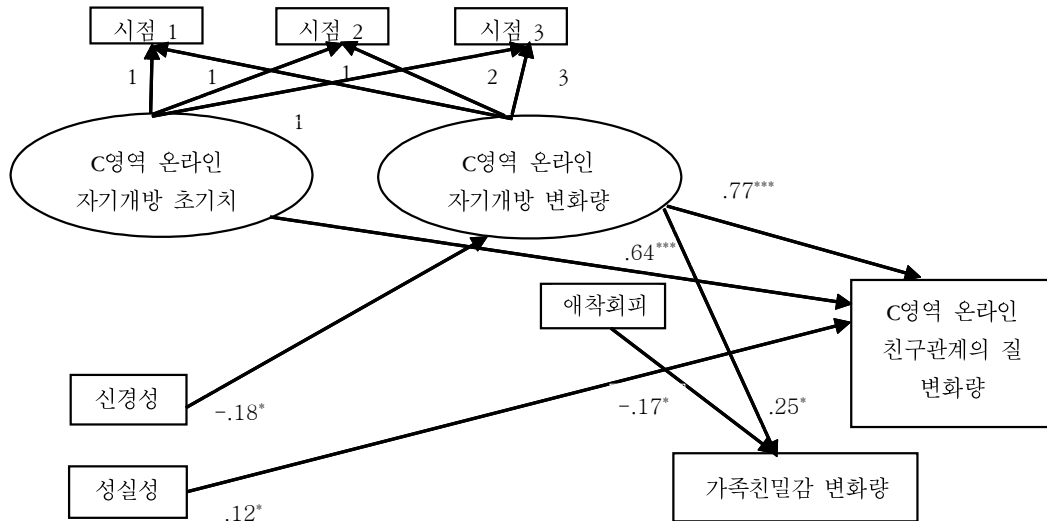 시점 1
시점 2
시점 3
1
1
1
2
3
1
C영역 온라인
자기개방 초기치
C영역 온라인
자기개방 변화량
.77***
.64***
애착회피
C영역 온라인
친구관계의 질
변화량
신경성
-.18*
-.17*
.25*
성실성
.12*
가족친밀감 변화량